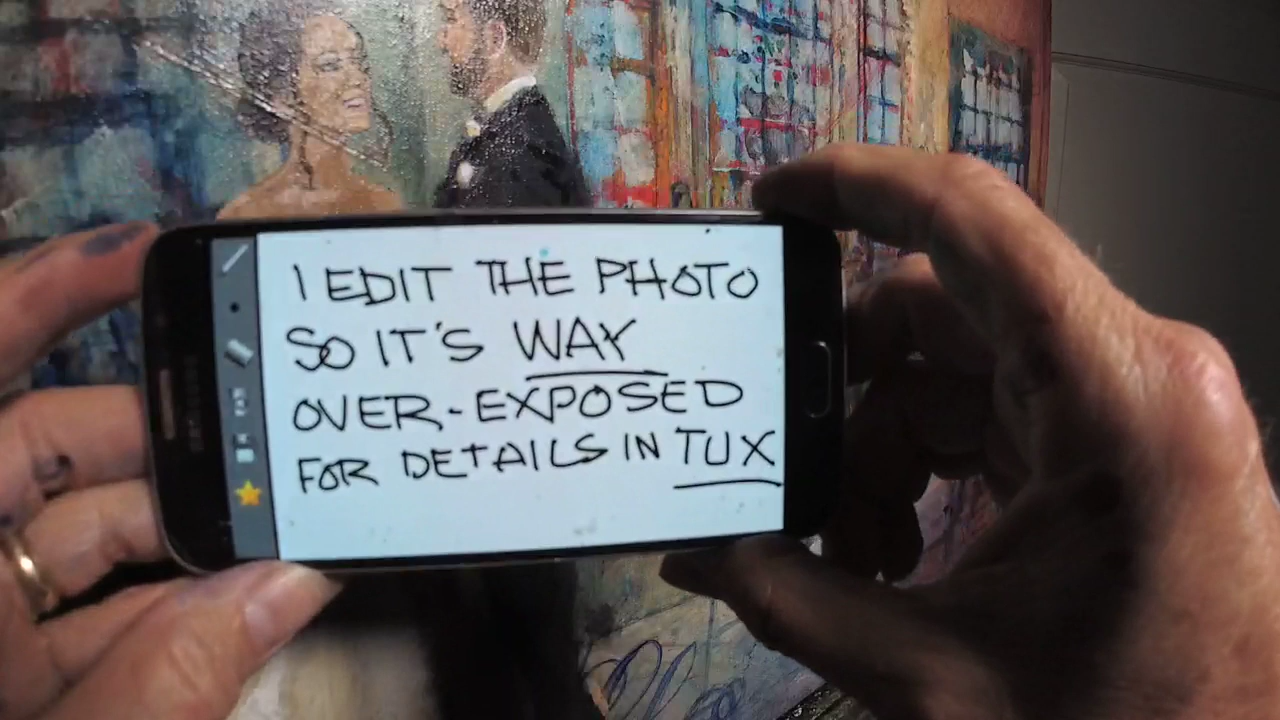 I EDIT THE PHOTO
SO IT'S WAY
OVER-EXPOSED
FOR DETAILS IN TUX